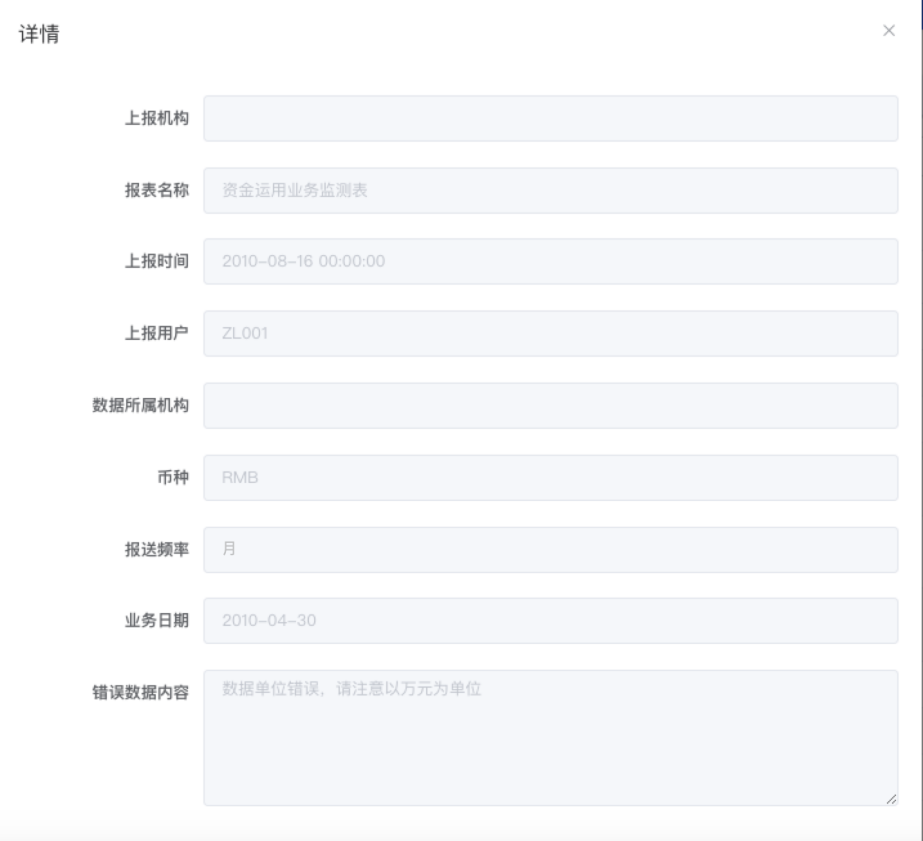 详情
上报机构
报表名称 资金运用业务监测表
上报时间 2010-08-16 00:00:00
上报用户 ZL001
数据所属机构
币种 RMB
报送频率 月
业务日期 2010-04-30
错误数据内容 数据单位错误，请注意以万元为单位